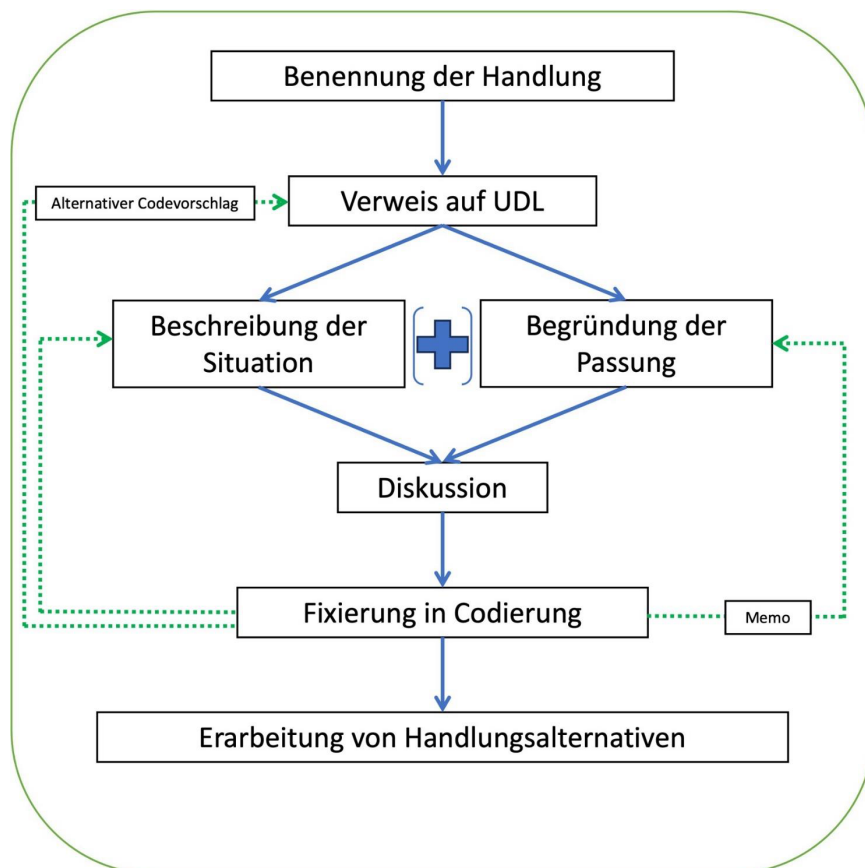 Benennung der Handlung
Alternativer Codevorschlag
Verweis auf UDL
Beschreibung der
Situation
Begründung der
Passung
Diskussion
Fixierung in Codierung
Memo
Erarbeitung von Handlungsalternativen